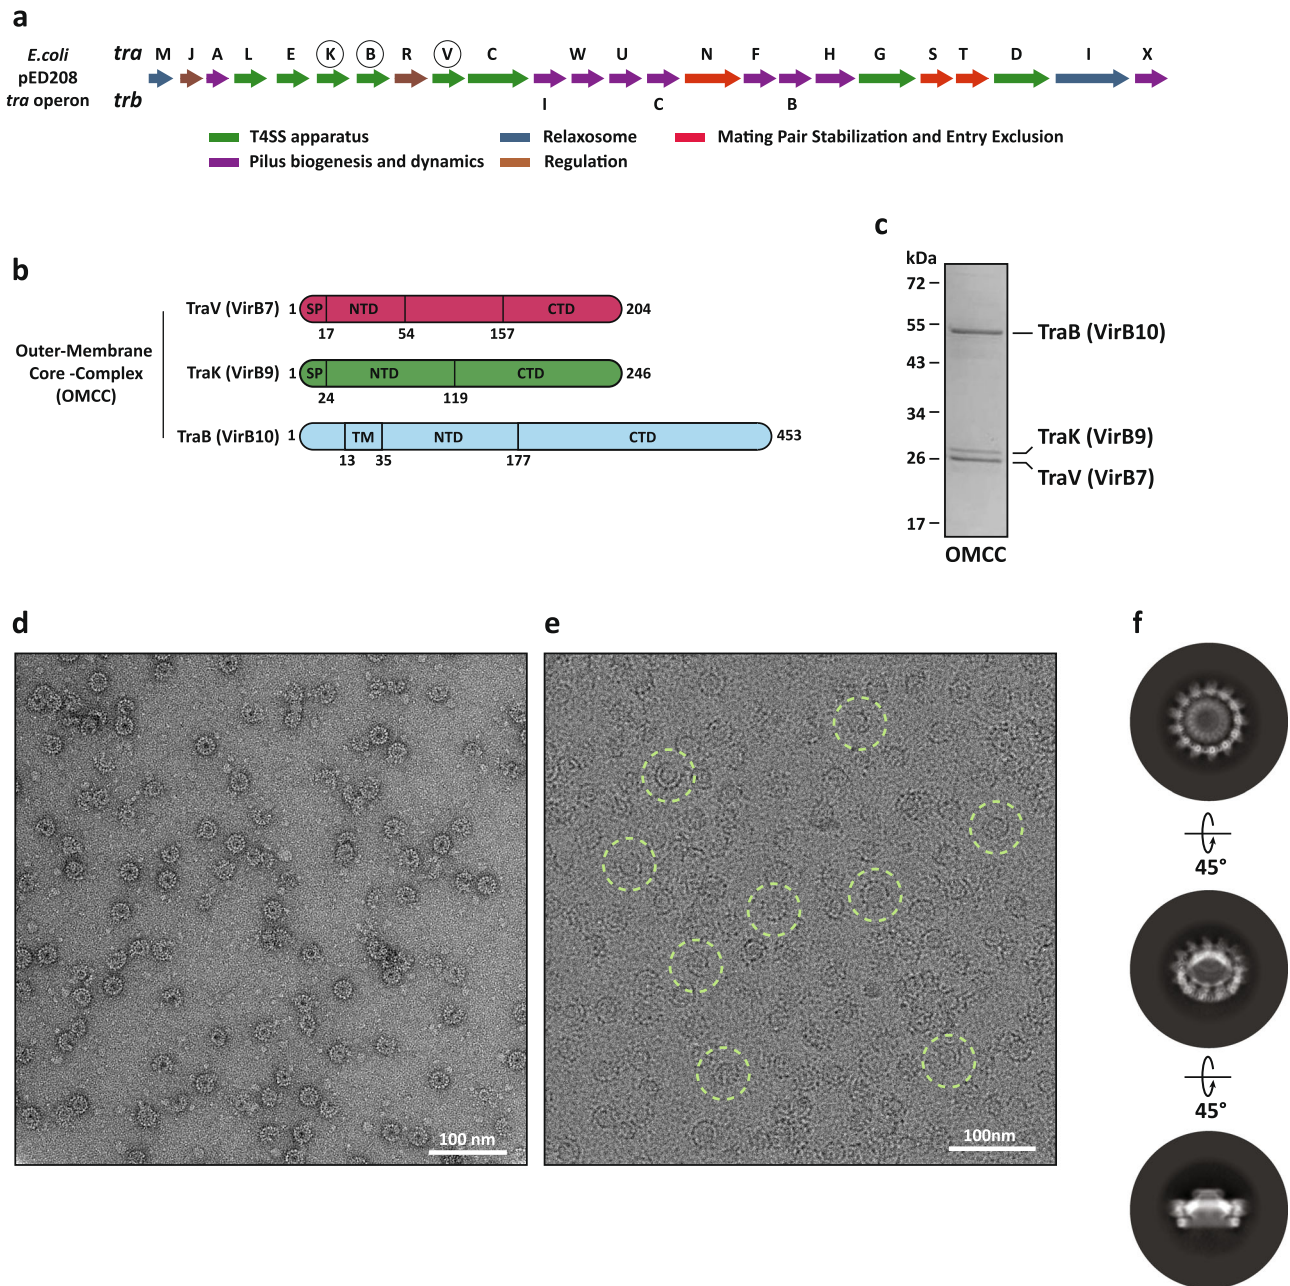 a
E.coli
pED208
tra operon
tra M J A L E K B R V C W U N F H G S T D I X
trb I C B
T4SS apparatus
Relaxosome
Mating Pair Stabilization and Entry Exclusion
Pilus biogenesis and dynamics
Regulation
b
Outer-Membrane
Core -Complex
(OMCC)
TraV (VirB7) 1 SP NTD CTD 204
17 54 157
TraK (VirB9) 1 SP NTD CTD 246
24 119
TraB (VirB10) 1 TM NTD CTD 453
13 35 177
c
kDa
72
55
43
34
26
17
TraB (VirB10)
TraK (VirB9)
TraV (VirB7)
OMCC
d
100 nm
e
100nm
f
45°
45°